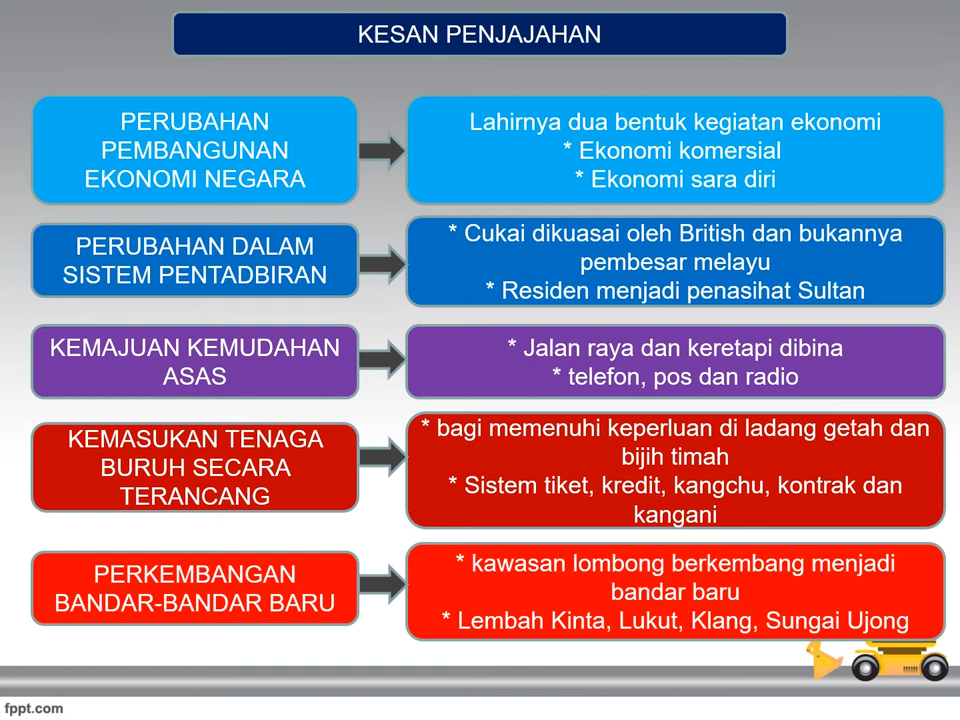 KESAN PENJAJAHAN
PERUBAHAN
PEMBANGUNAN
EKONOMI NEGARA
Lahirnya dua bentuk kegiatan ekonomi
* Ekonomi komersial
* Ekonomi sara diri
PERUBAHAN DALAM
SISTEM PENTADBIRAN
* Cukai dikuasai oleh British dan bukannya
pembesar melayu
* Residen menjadi penasihat Sultan
KEMAJUAN KEMUDAHAN
ASAS
* Jalan raya dan keretapi dibina
* telefon, pos dan radio
KEMASUKAN TENAGA
BURUH SECARA
TERANCANG
* bagi memenuhi keperluan di ladang getah dan
bijih timah
* Sistem tiket, kredit, kangchu, kontrak dan
kangani
PERKEMBANGAN
BANDAR-BANDAR BARU
* kawasan lombong berkembang menjadi
bandar baru
* Lembah Kinta, Lukut, Klang, Sungai Ujong
fppt.com